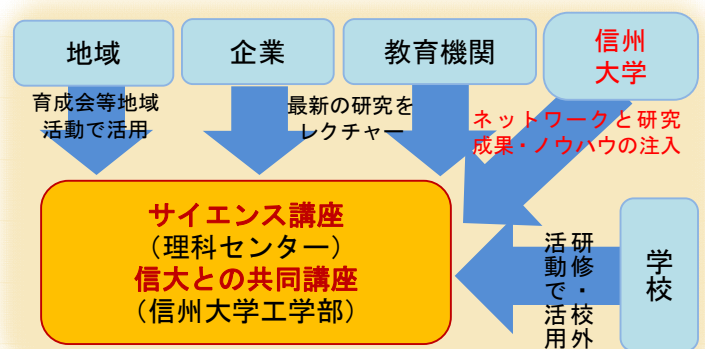 地域
企業
教育機関
信州
大学
育成会等地域
活動で活用
最新の研究を
レクチャー
ネットワークと研究
成果・ノウハウの注入
サイエンス講座
（理科センター）
信大との共同講座
（信州大学工学部）
研修・校外
活動で活用
学校